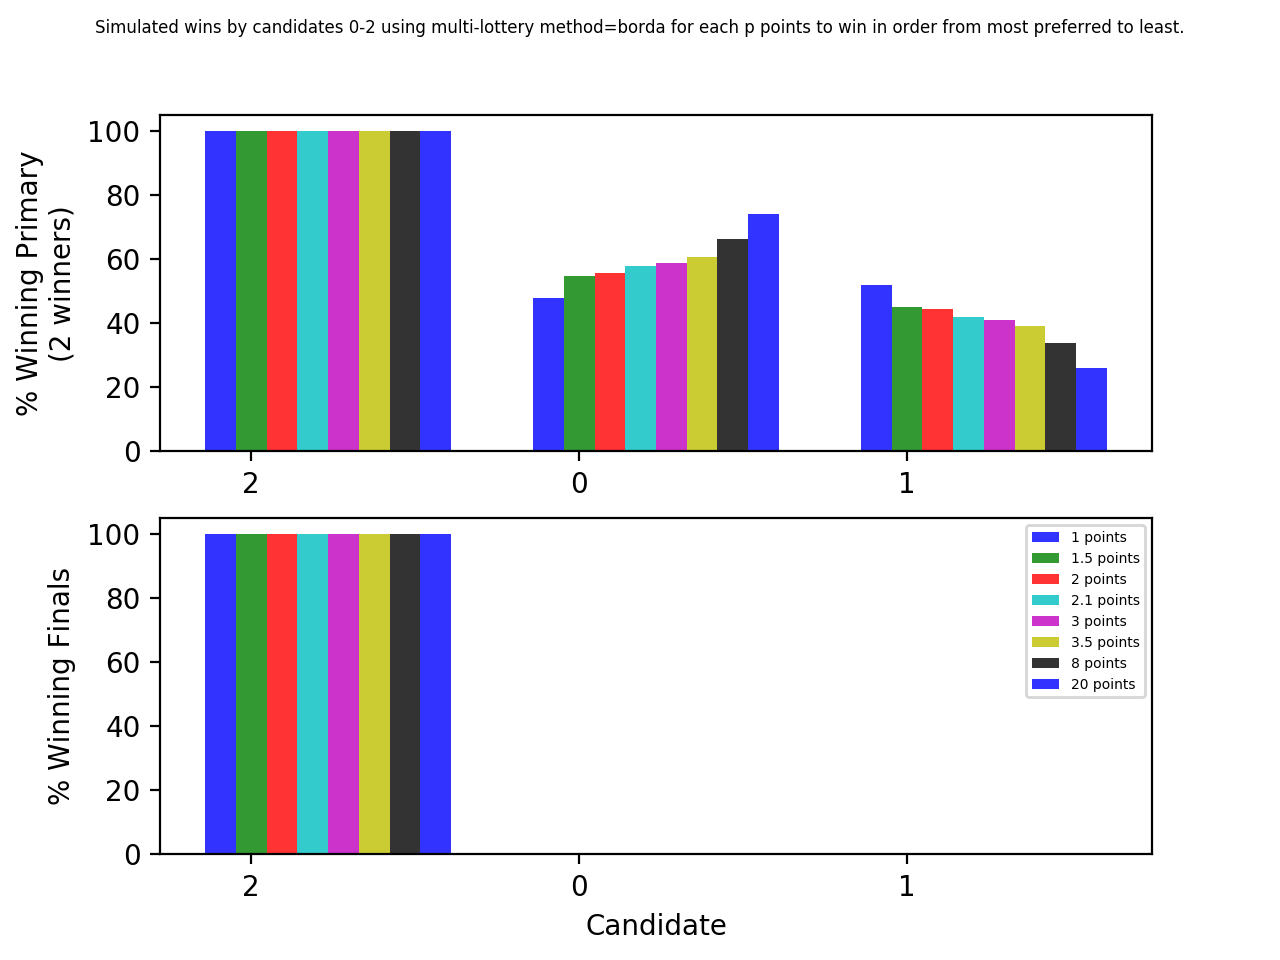 Simulated wins by candidates 0-2 using multi-lottery method=borda for each p points to win in order from most preferred to least.
% Winning Primary
(2 winners)
100
80
60
40
20
0
2
0
1
% Winning Finals
100
80
60
40
20
0
1 points
1.5 points
2 points
2.1 points
3 points
3.5 points
8 points
20 points
2
0
1
Candidate